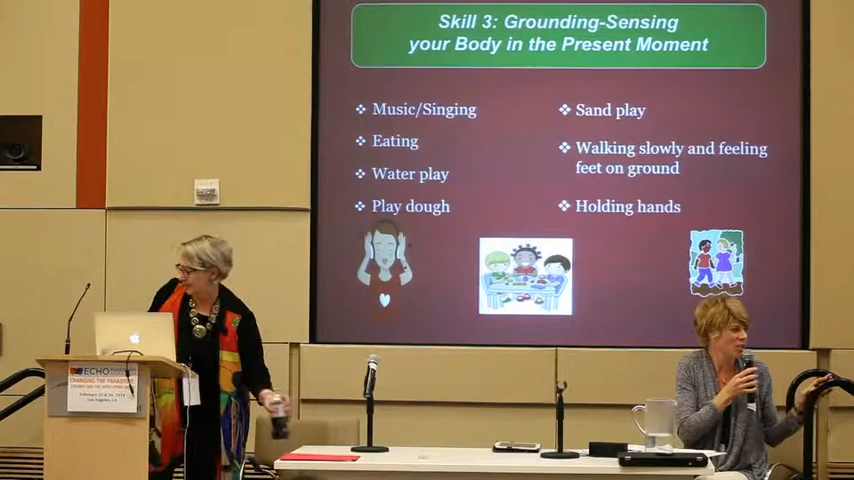 Skill 3: Grounding-Sensing
your Body in the Present Moment
Music/Singing
Eating
Water play
Play dough
Sand play
Walking slowly and feeling
feet on ground
Holding hands
ECHO
CHANGING THE PARADIGM